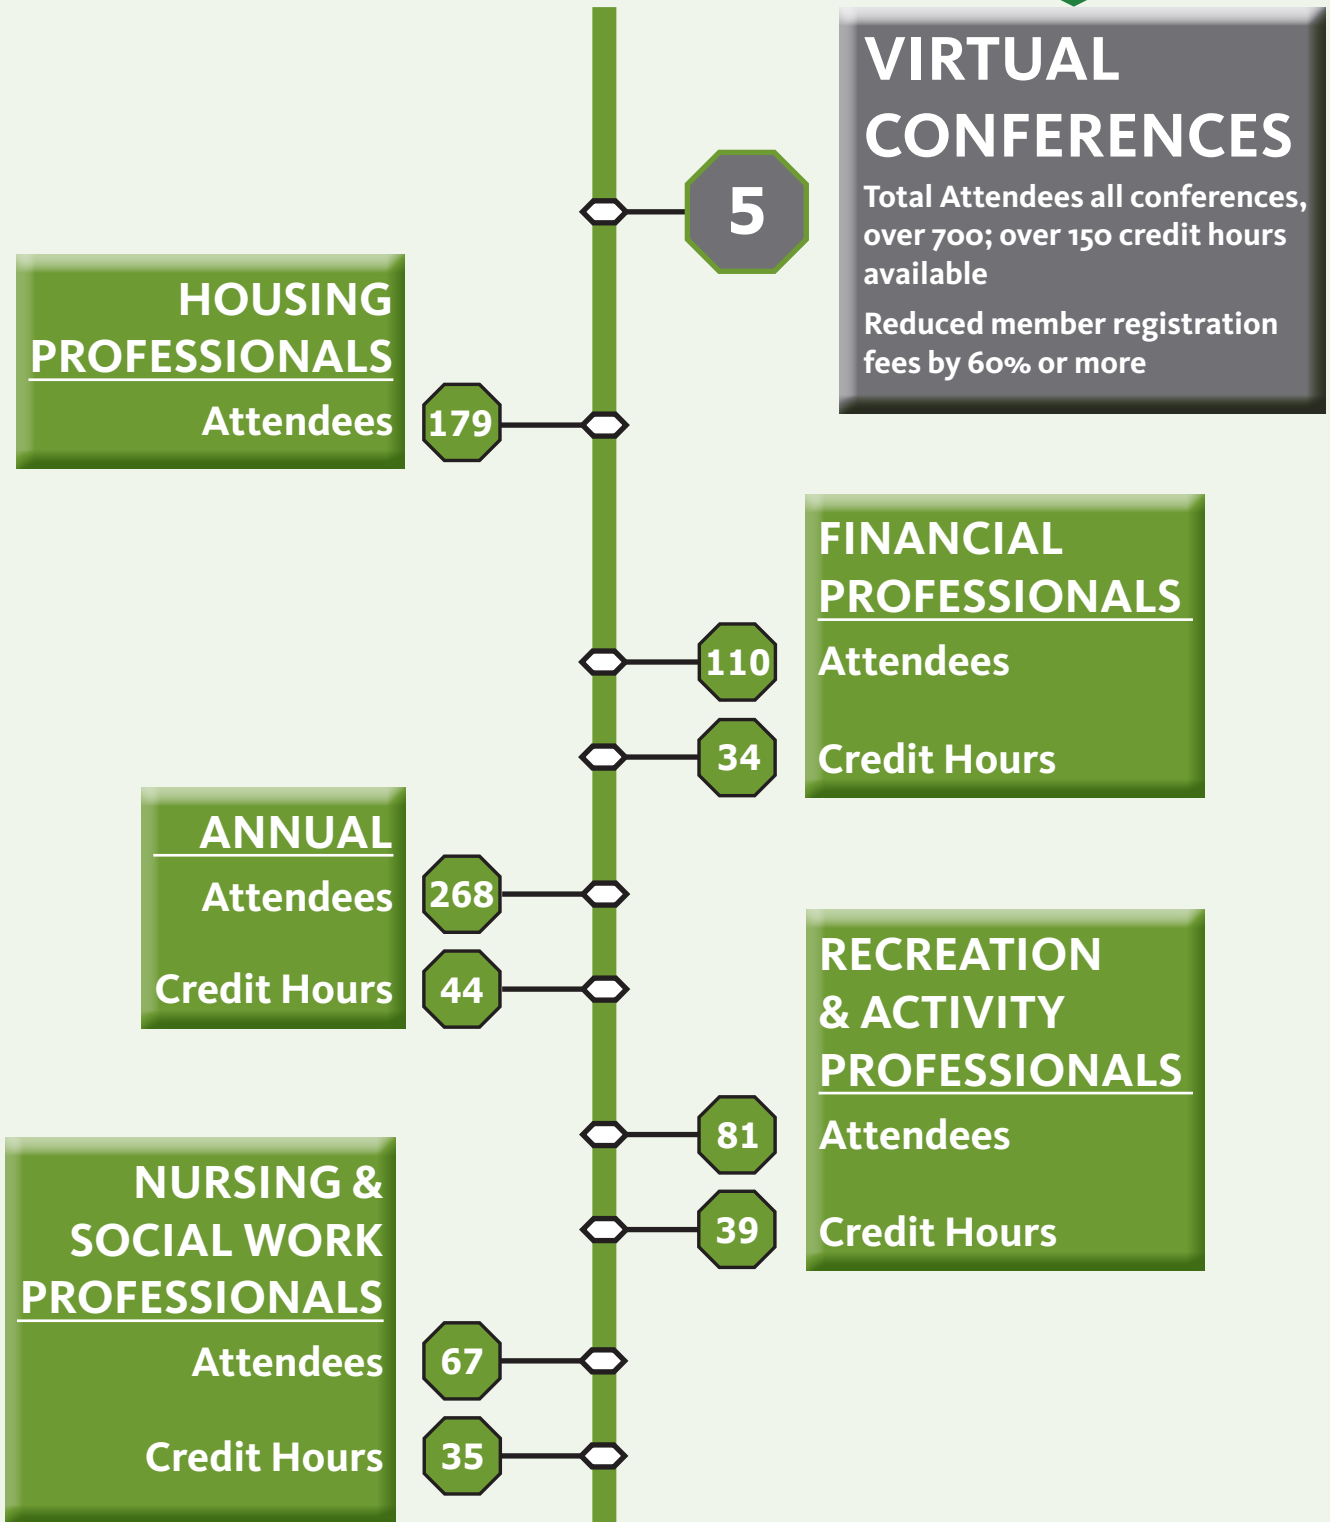 VIRTUAL
CONFERENCES
Total Attendees all conferences,
over 700; over 150 credit hours
available
Reduced member registration
fees by 60% or more
5
HOUSING
PROFESSIONALS
Attendees 179
FINANCIAL
PROFESSIONALS
110 Attendees
34 Credit Hours
ANNUAL
Attendees 268
Credit Hours 44
RECREATION
& ACTIVITY
PROFESSIONALS
81 Attendees
39 Credit Hours
NURSING &
SOCIAL WORK
PROFESSIONALS
Attendees 67
Credit Hours 35